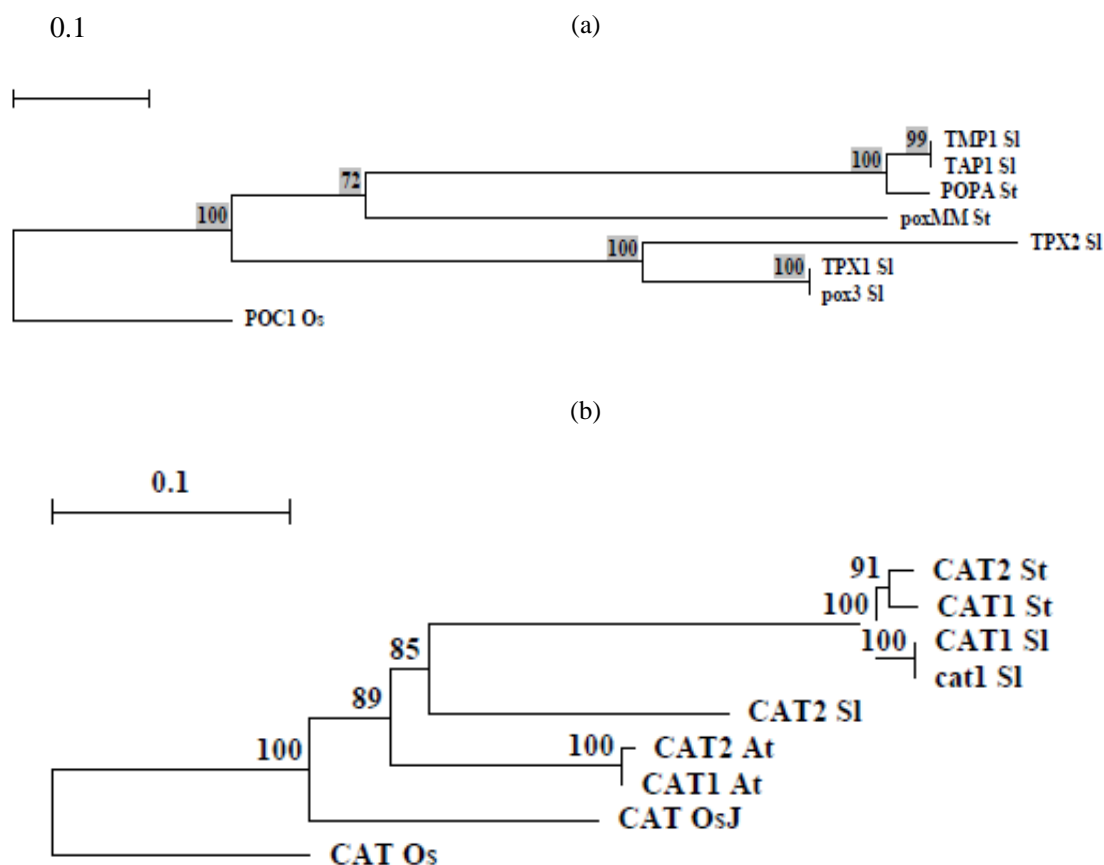 0.1
(a)
99
TMP1 Sl
100
TAP1 Sl
72
POPA St
100
poxMM St
100
TPX2 Sl
100
TPX1 Sl
pox3 Sl
POC1 Os
(b)
0.1
91
CAT2 St
100
CAT1 St
100
CAT1 Sl
85
cat1 Sl
89
CAT2 Sl
100
100
CAT2 At
CAT1 At
CAT OsJ
CAT Os